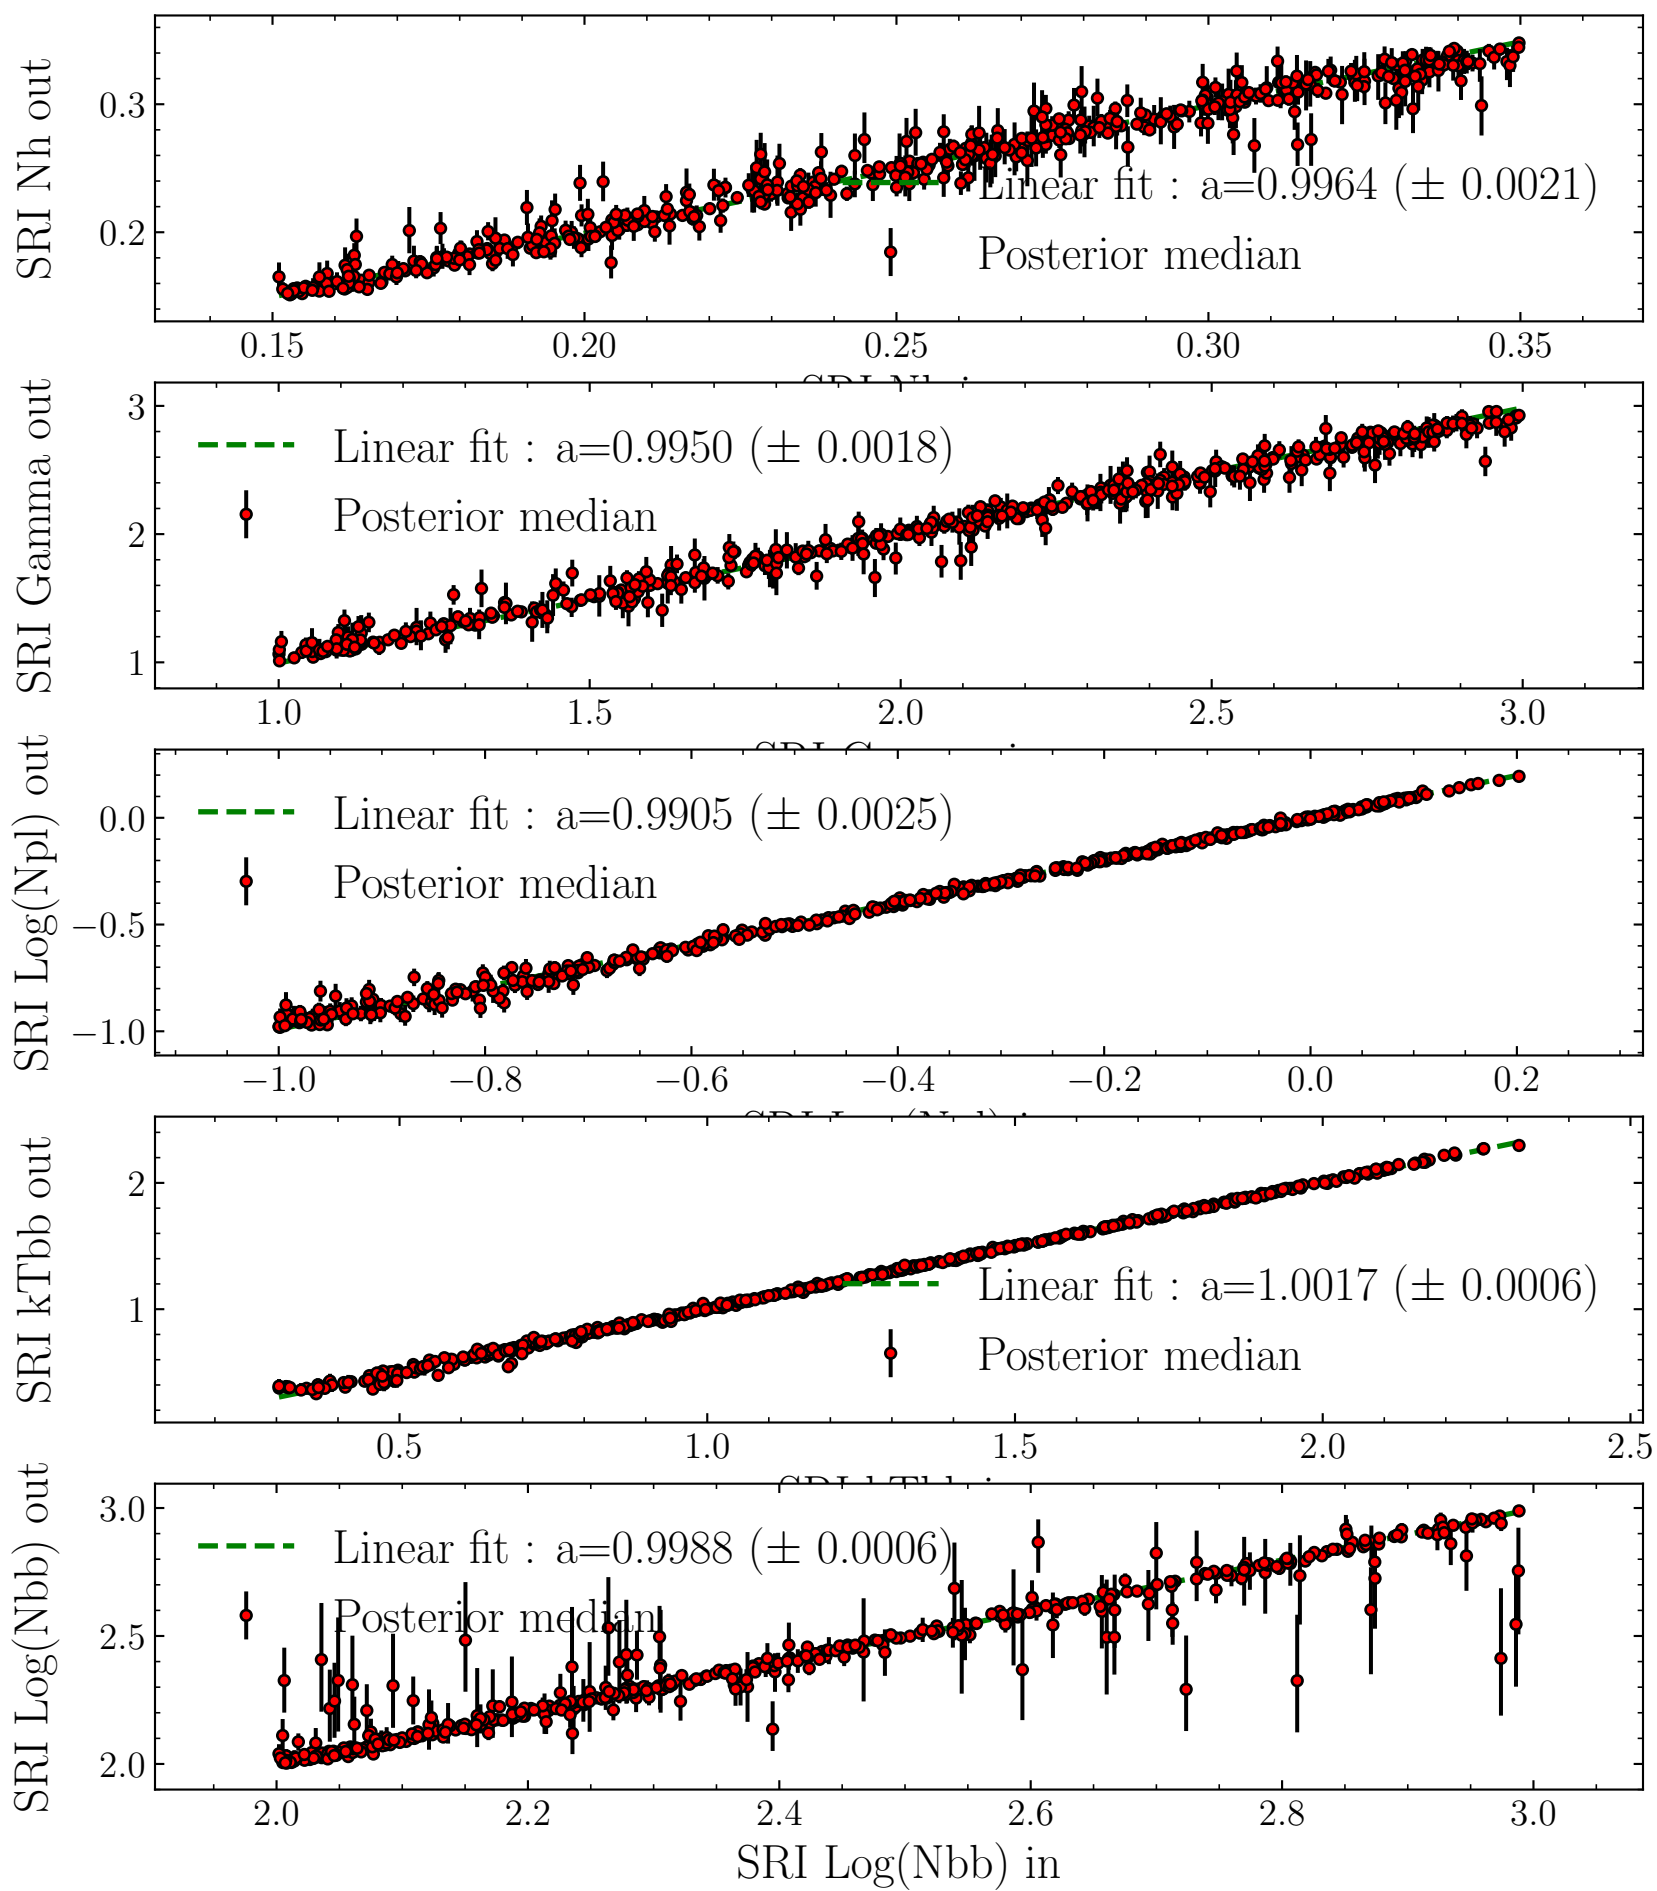 SRI Nh out
0.3
0.2
Linear fit : a=0.9964 (± 0.0021)
Posterior median
0.15 0.20 0.25 0.30 0.35
SRI Gamma out
3
2
1
Linear fit : a=0.9950 (± 0.0018)
Posterior median
1.0 1.5 2.0 2.5 3.0
SRI Log(Npl) out
0.0
−0.5
−1.0
Linear fit : a=0.9905 (± 0.0025)
Posterior median
−1.0 −0.8 −0.6 −0.4 −0.2 0.0 0.2
SRI kTbb out
2
1
Linear fit : a=1.0017 (± 0.0006)
Posterior median
0.5 1.0 1.5 2.0 2.5
SRI Log(Nbb) out
3.0
2.5
2.0
Linear fit : a=0.9988 (± 0.0006)
Posterior median
2.0 2.2 2.4 2.6 2.8 3.0
SRI Log(Nbb) in